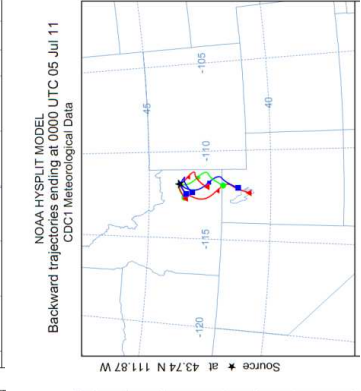 NOAA HYSPLIT MODEL
Backward trajectories ending at 0000 UTC 05 Jul 11
CDC1 Meteorological Data
Source ★ at 43.74 N 111.87 W
45
40
-120
-115
-110
-105